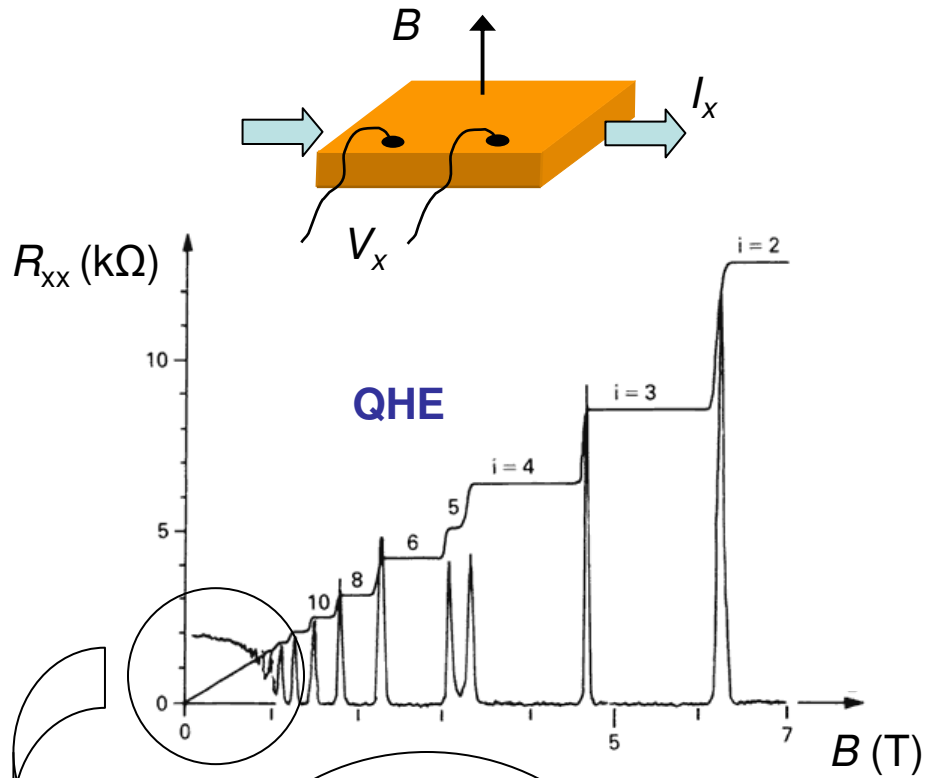 B
I_x
V_x
R_xx (kΩ)
i = 2
10
QHE
i = 3
i = 4
5
5
6
8
10
0
0
5
7
B (T)